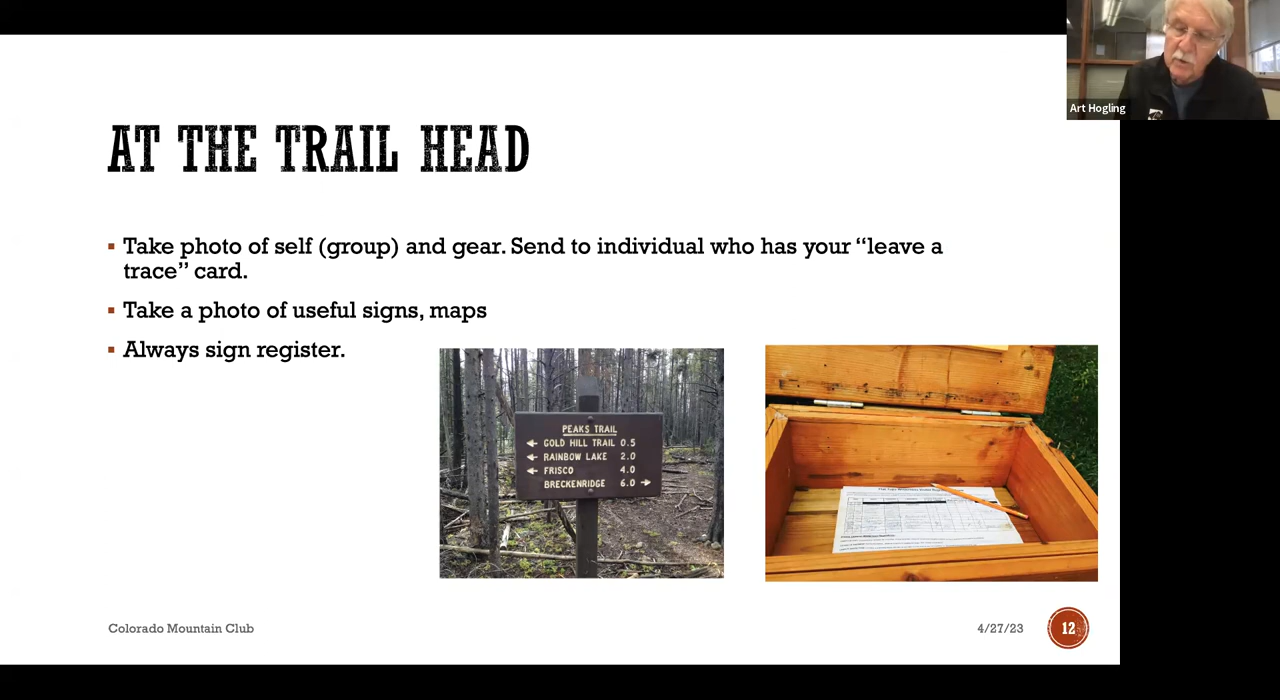 Art Hogling
AT THE TRAIL HEAD
Take photo of self (group) and gear. Send to individual who has your “leave a
trace” card.
Take a photo of useful signs, maps
Always sign register.
PEAKS TRAIL
← GOLD HILL TRAIL 0.5
← RAINBOW LAKE 2.0
← FRISCO 4.0
BRECKENRIDGE 6.0 →
Colorado Mountain Club
4/27/23
12